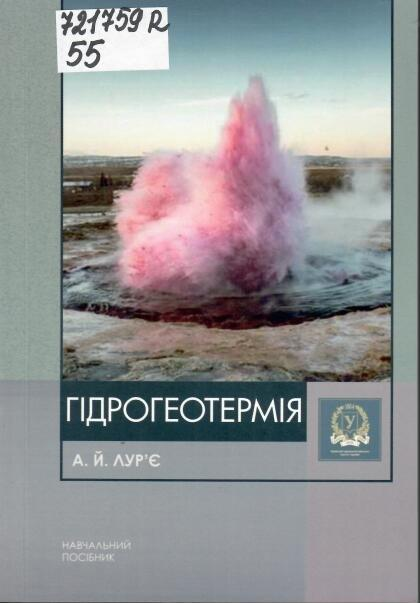 721759 R
55
ГІДРОГЕОТЕРМІЯ
А. Й. ЛУР'Є
НАВЧАЛЬНИЙ
ПОСІБНИК